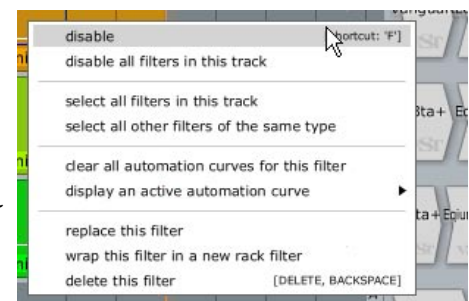 disable hortcut: 'F']
disable all filters in this track
select all filters in this track
select all other filters of the same type
clear all automation curves for this filter
display an active automation curve
replace this filter
wrap this filter in a new rack filter
delete this filter [DELETE, BACKSPACE]